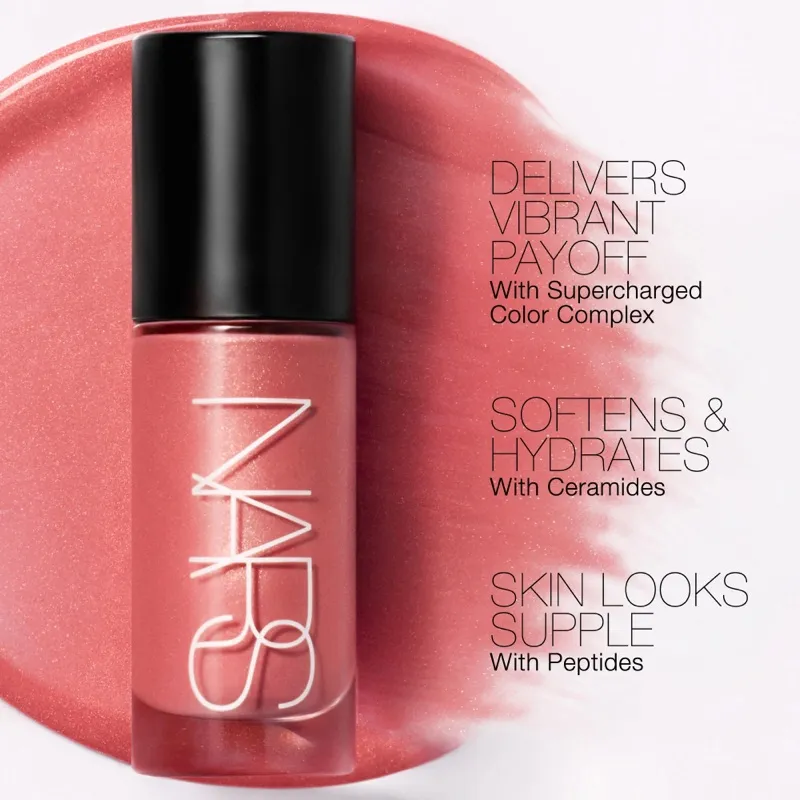 NARS
DELIVERS
VIBRANT
PAYOFF
With Supercharged
Color Complex
SOFTENS &
HYDRATES
With Ceramides
SKIN LOOKS
SUPPLE
With Peptides